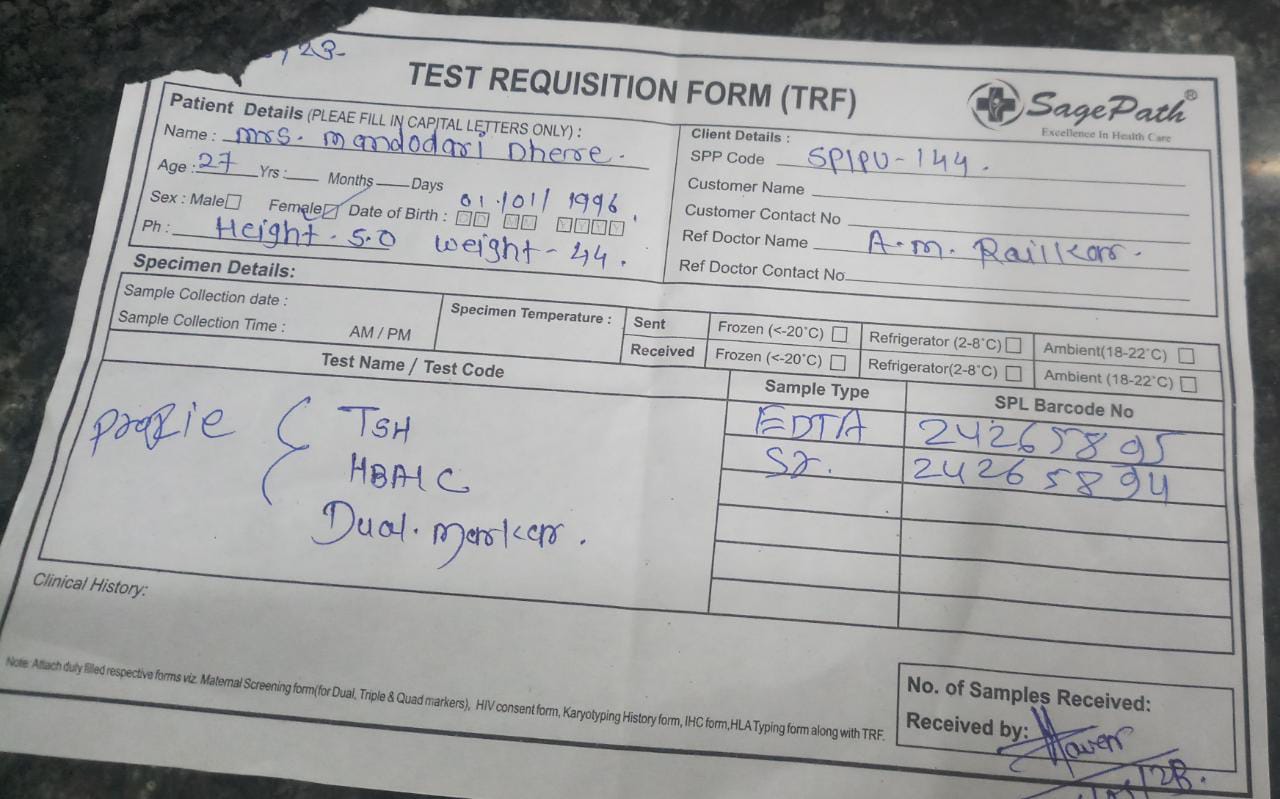 /23-
TEST REQUISITION FORM (TRF)
SagePath®
Excellence In Health Care
Patient Details (PLEAE FILL IN CAPITAL LETTERS ONLY) :
Name : mrs. mandodari Dherre.
Age : 27 Yrs : Months Days
Sex : Male Female Date of Birth : 01/01/1996.
DD MM YYYY
Ph : Height - 5.0 weight - 44.
Client Details :
SPP Code SPIPU-144.
Customer Name
Customer Contact No
Ref Doctor Name A.m. Raillkar.
Ref Doctor Contact No
Specimen Details:
Sample Collection date :
Sample Collection Time : AM / PM
Specimen Temperature :
Sent Frozen (<-20°C) Refrigerator (2-8°C) Ambient(18-22°C)
Received Frozen (<-20°C) Refrigerator(2-8°C) Ambient (18-22°C)
Test Name / Test Code Sample Type SPL Barcode No
TSH EDTA 24265895
HBA1C Sr. 24265894
Dual. marker.
Clinical History:
Note: Attach duly filled respective forms viz. Maternal Screening form(for Dual, Triple & Quad markers), HIV consent form, Karyotyping History form, IHC form,HLA Typing form along with TRF.
No. of Samples Received:
Received by: